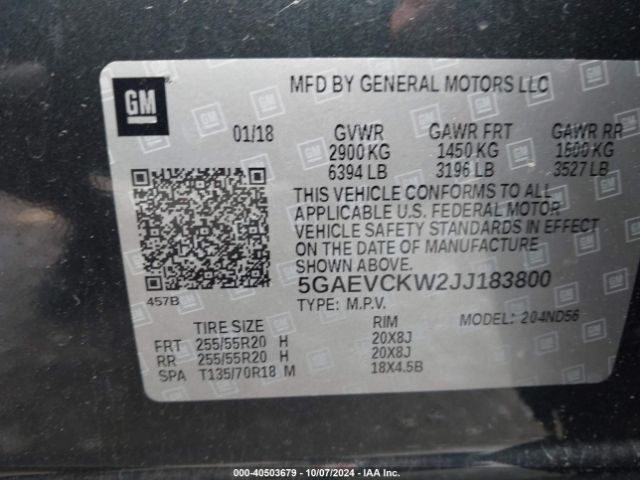 GM
MFD BY GENERAL MOTORS LLC
01/18 GVWR GAWR FRT GAWR RR
2900 KG 1450 KG 1600 KG
6394 LB 3196 LB 3527 LB
THIS VEHICLE CONFORMS TO ALL
APPLICABLE U.S. FEDERAL MOTOR
VEHICLE SAFETY STANDARDS IN EFFECT
ON THE DATE OF MANUFACTURE
SHOWN ABOVE.
5GAEVCKW2JJ183800
457B
TYPE: M.P.V. MODEL: 204ND56
TIRE SIZE RIM
FRT 255/55R20 H 20X8J
RR 255/55R20 H 20X8J
SPA T135/70R18 M 18X4.5B
000-40503679 - 10/07/2024 - IAA Inc.